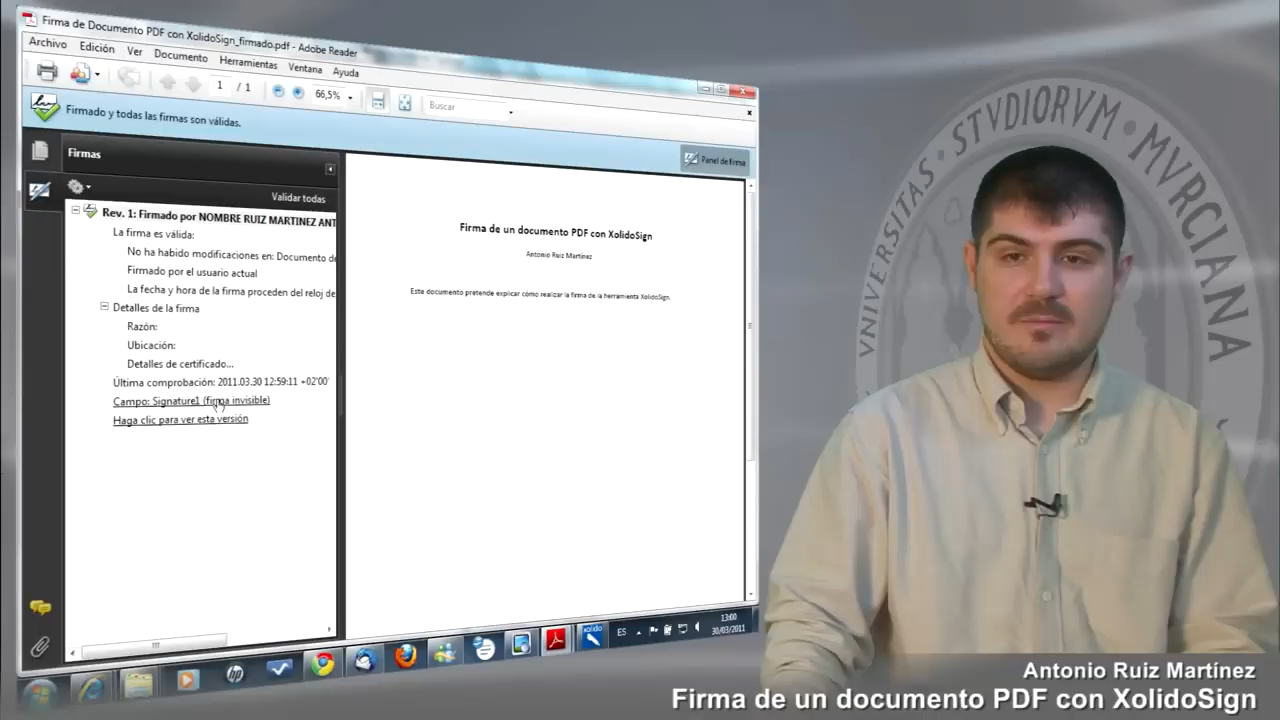 Firma de Documento PDF con XolidoSign_firmado.pdf - Adobe Reader
Archivo Edición Ver Documento Herramientas Ventana Ayuda
1 / 1 66,5% Buscar
Firmado y todas las firmas son válidas.
Panel de firma
Firmas
Validar todas
Rev. 1: Firmado por NOMBRE RUIZ MARTINEZ ANT
La firma es válida:
No ha habido modificaciones en: Documento de
Firmado por el usuario actual
La fecha y hora de la firma proceden del reloj de
Detalles de la firma
Razón:
Ubicación:
Detalles de certificado...
Última comprobación: 2011.03.30 12:59:11 +02'00'
Campo: Signature1 (firma invisible)
Haga clic para ver esta versión
Firma de un documento PDF con XolidoSign
Antonio Ruiz Martínez
Este documento pretende explicar cómo realizar la firma de la herramienta XolidoSign.
xolido
ES
13:00
30/03/2011
VNIVERSITAS STVDIORVM MVRCIANA
Antonio Ruiz Martínez
Firma de un documento PDF con XolidoSign